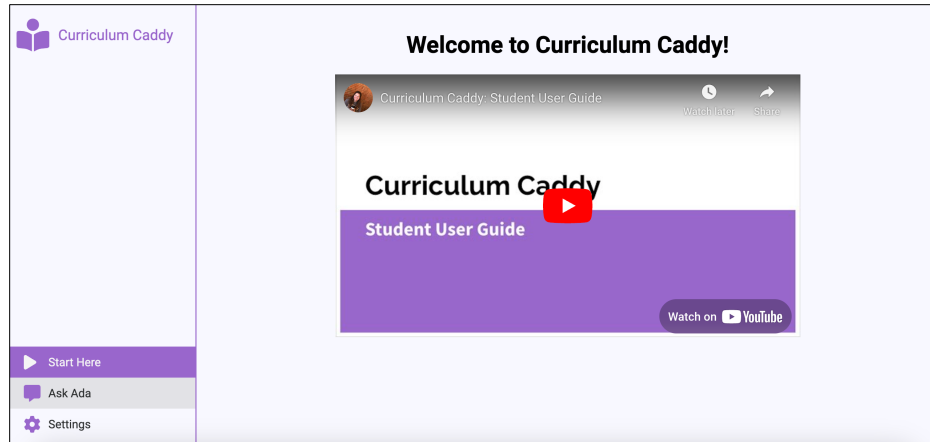 Curriculum Caddy
Welcome to Curriculum Caddy!
Curriculum Caddy: Student User Guide
Watch later
Share
Curriculum Caddy
Student User Guide
Watch on YouTube
Start Here
Ask Ada
Settings